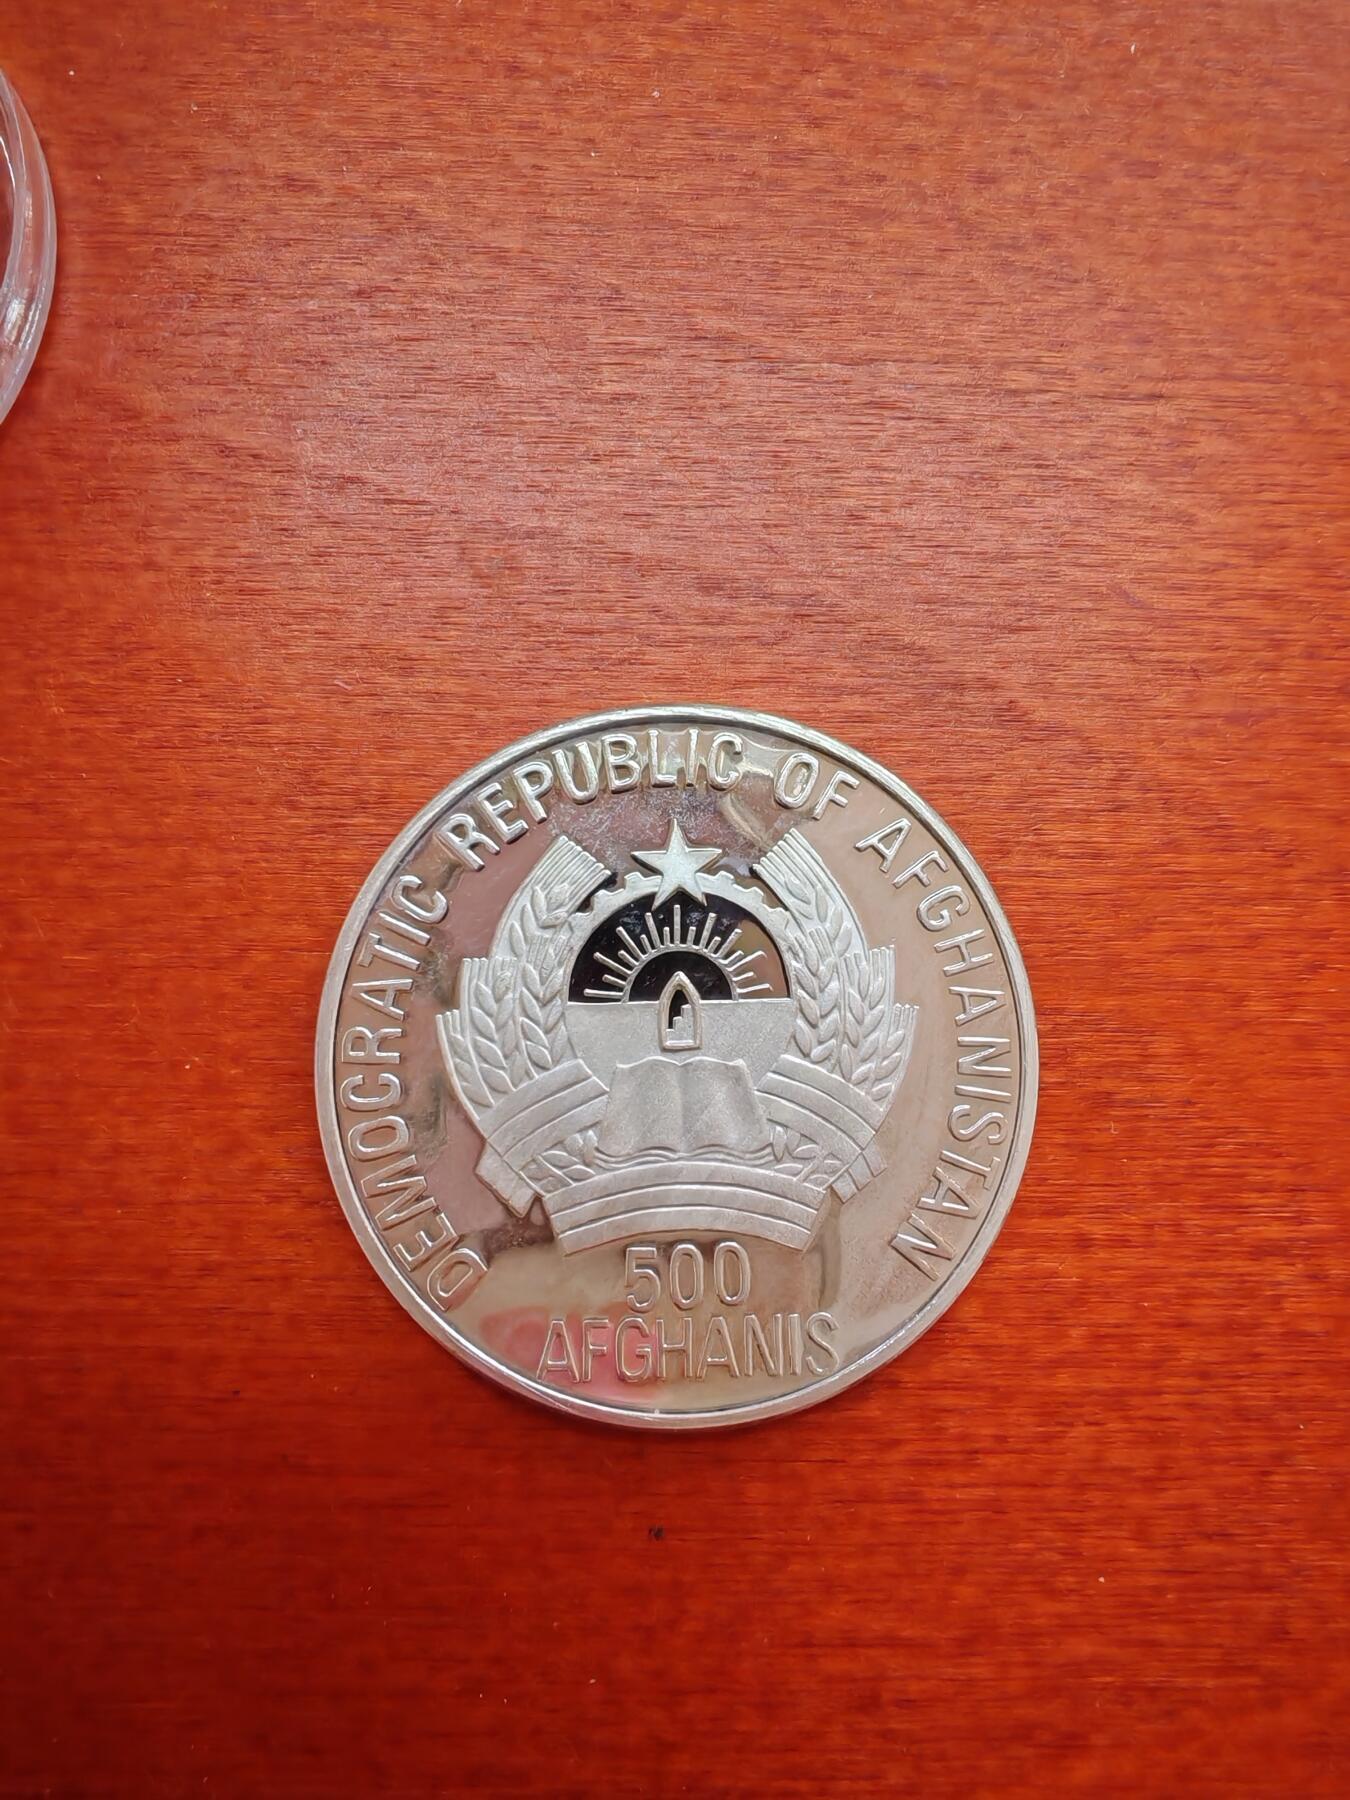 DEMOCRATIC REPUBLIC OF AFGHANISTAN
500
AFGHANIS